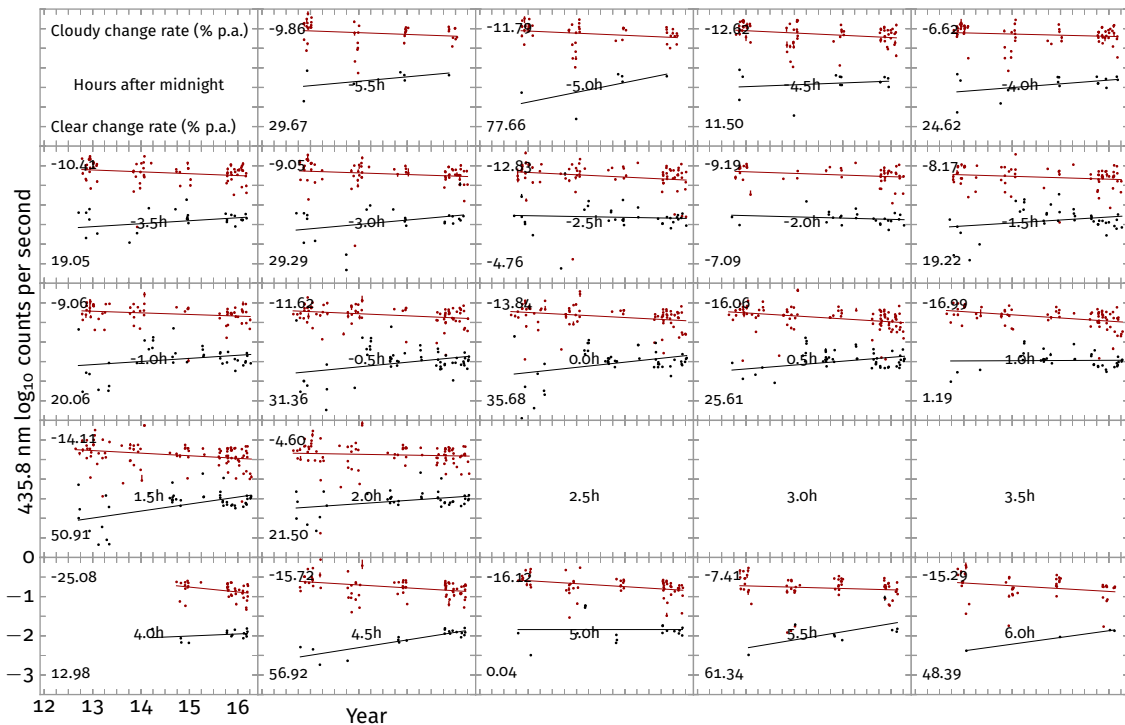 Cloudy change rate (% p.a.)
Hours after midnight
Clear change rate (% p.a.)
-9.86
-5.5h
29.67
-11.79
-5.0h
77.66
-12.62
-4.5h
11.50
-6.62
-4.0h
24.62
-10.41
-3.5h
19.05
-9.05
-3.0h
29.29
-12.83
-2.5h
-4.76
-9.19
-2.0h
-7.09
-8.17
-1.5h
19.22
-9.06
-1.0h
20.06
-11.62
-0.5h
31.36
-13.84
0.0h
35.68
-16.06
0.5h
25.61
-16.99
1.0h
1.19
-14.11
1.5h
50.91
-4.60
2.0h
21.50
2.5h
3.0h
3.5h
-25.08
4.0h
12.98
-15.72
4.5h
56.92
-16.12
5.0h
0.04
-7.41
5.5h
61.34
-15.29
6.0h
48.39
435.8 nm log₁₀ counts per second
0
−1
−2
−3
12 13 14 15 16
Year